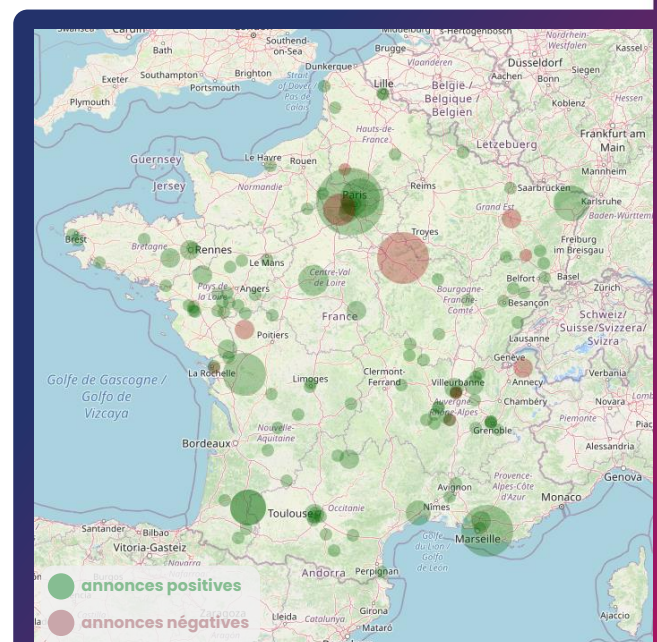 Swansea
Cardiff
Middelburg
's-Hertogenbosch
Bath
Southend-
on-Sea
Brugge
Nordrhein-
Westfalen
Kassel
Exeter
Southampton
Brighton
Strait
of Dover /
Pas de
Calais
Dunkerque
Vlaanderen
Düsseldorf
Plymouth
Portsmouth
Lille
België /
Belgique /
Belgien
Aachen
Bonn
Siegen
Koblenz
Hessen
Hauts-de-
France
Guernsey
Jersey
Le Havre
Rouen
Lëtzebuerg
Frankfurt am
Main
Mannheim
Normandie
Paris
Reims
Saarbrücken
Karlsruhe
Grand Est
Baden-Württem
Brest
Bretagne
Rennes
Troyes
Freiburg
im Breisgau
Le Mans
Centre-Val
de Loire
Pays de
la Loire
Angers
Bourgogne-
Franche-
Comté
Belfort
Basel
Besançon
Zürich
France
Schweiz/
Suisse/Svizzera/
Svizra
Poitiers
Lausanne
Genève
La Rochelle
Limoges
Clermont-
Ferrand
Villeurbanne
Annecy
Verbania
Golfe de Gascogne /
Golfo de
Vizcaya
Auvergne-
Rhône-Alpes
Chambéry
Novara
Piemonte
Grenoble
Nouvelle-
Aquitaine
Bordeaux
Alessandria
Provence-
Alpes-Côte
d'Azur
Genova
Avignon
Monaco
Toulouse
Occitanie
Nîmes
Santander
Bilbao
Marseille
Vitoria-Gasteiz
Golfe
du Lion /
Golfo
de León
Navarra
Andorra
Perpignan
annonces positives
Girona
Ajaccio
Zaragoza
Lleida
Catalunya
annonces négatives
Mataró